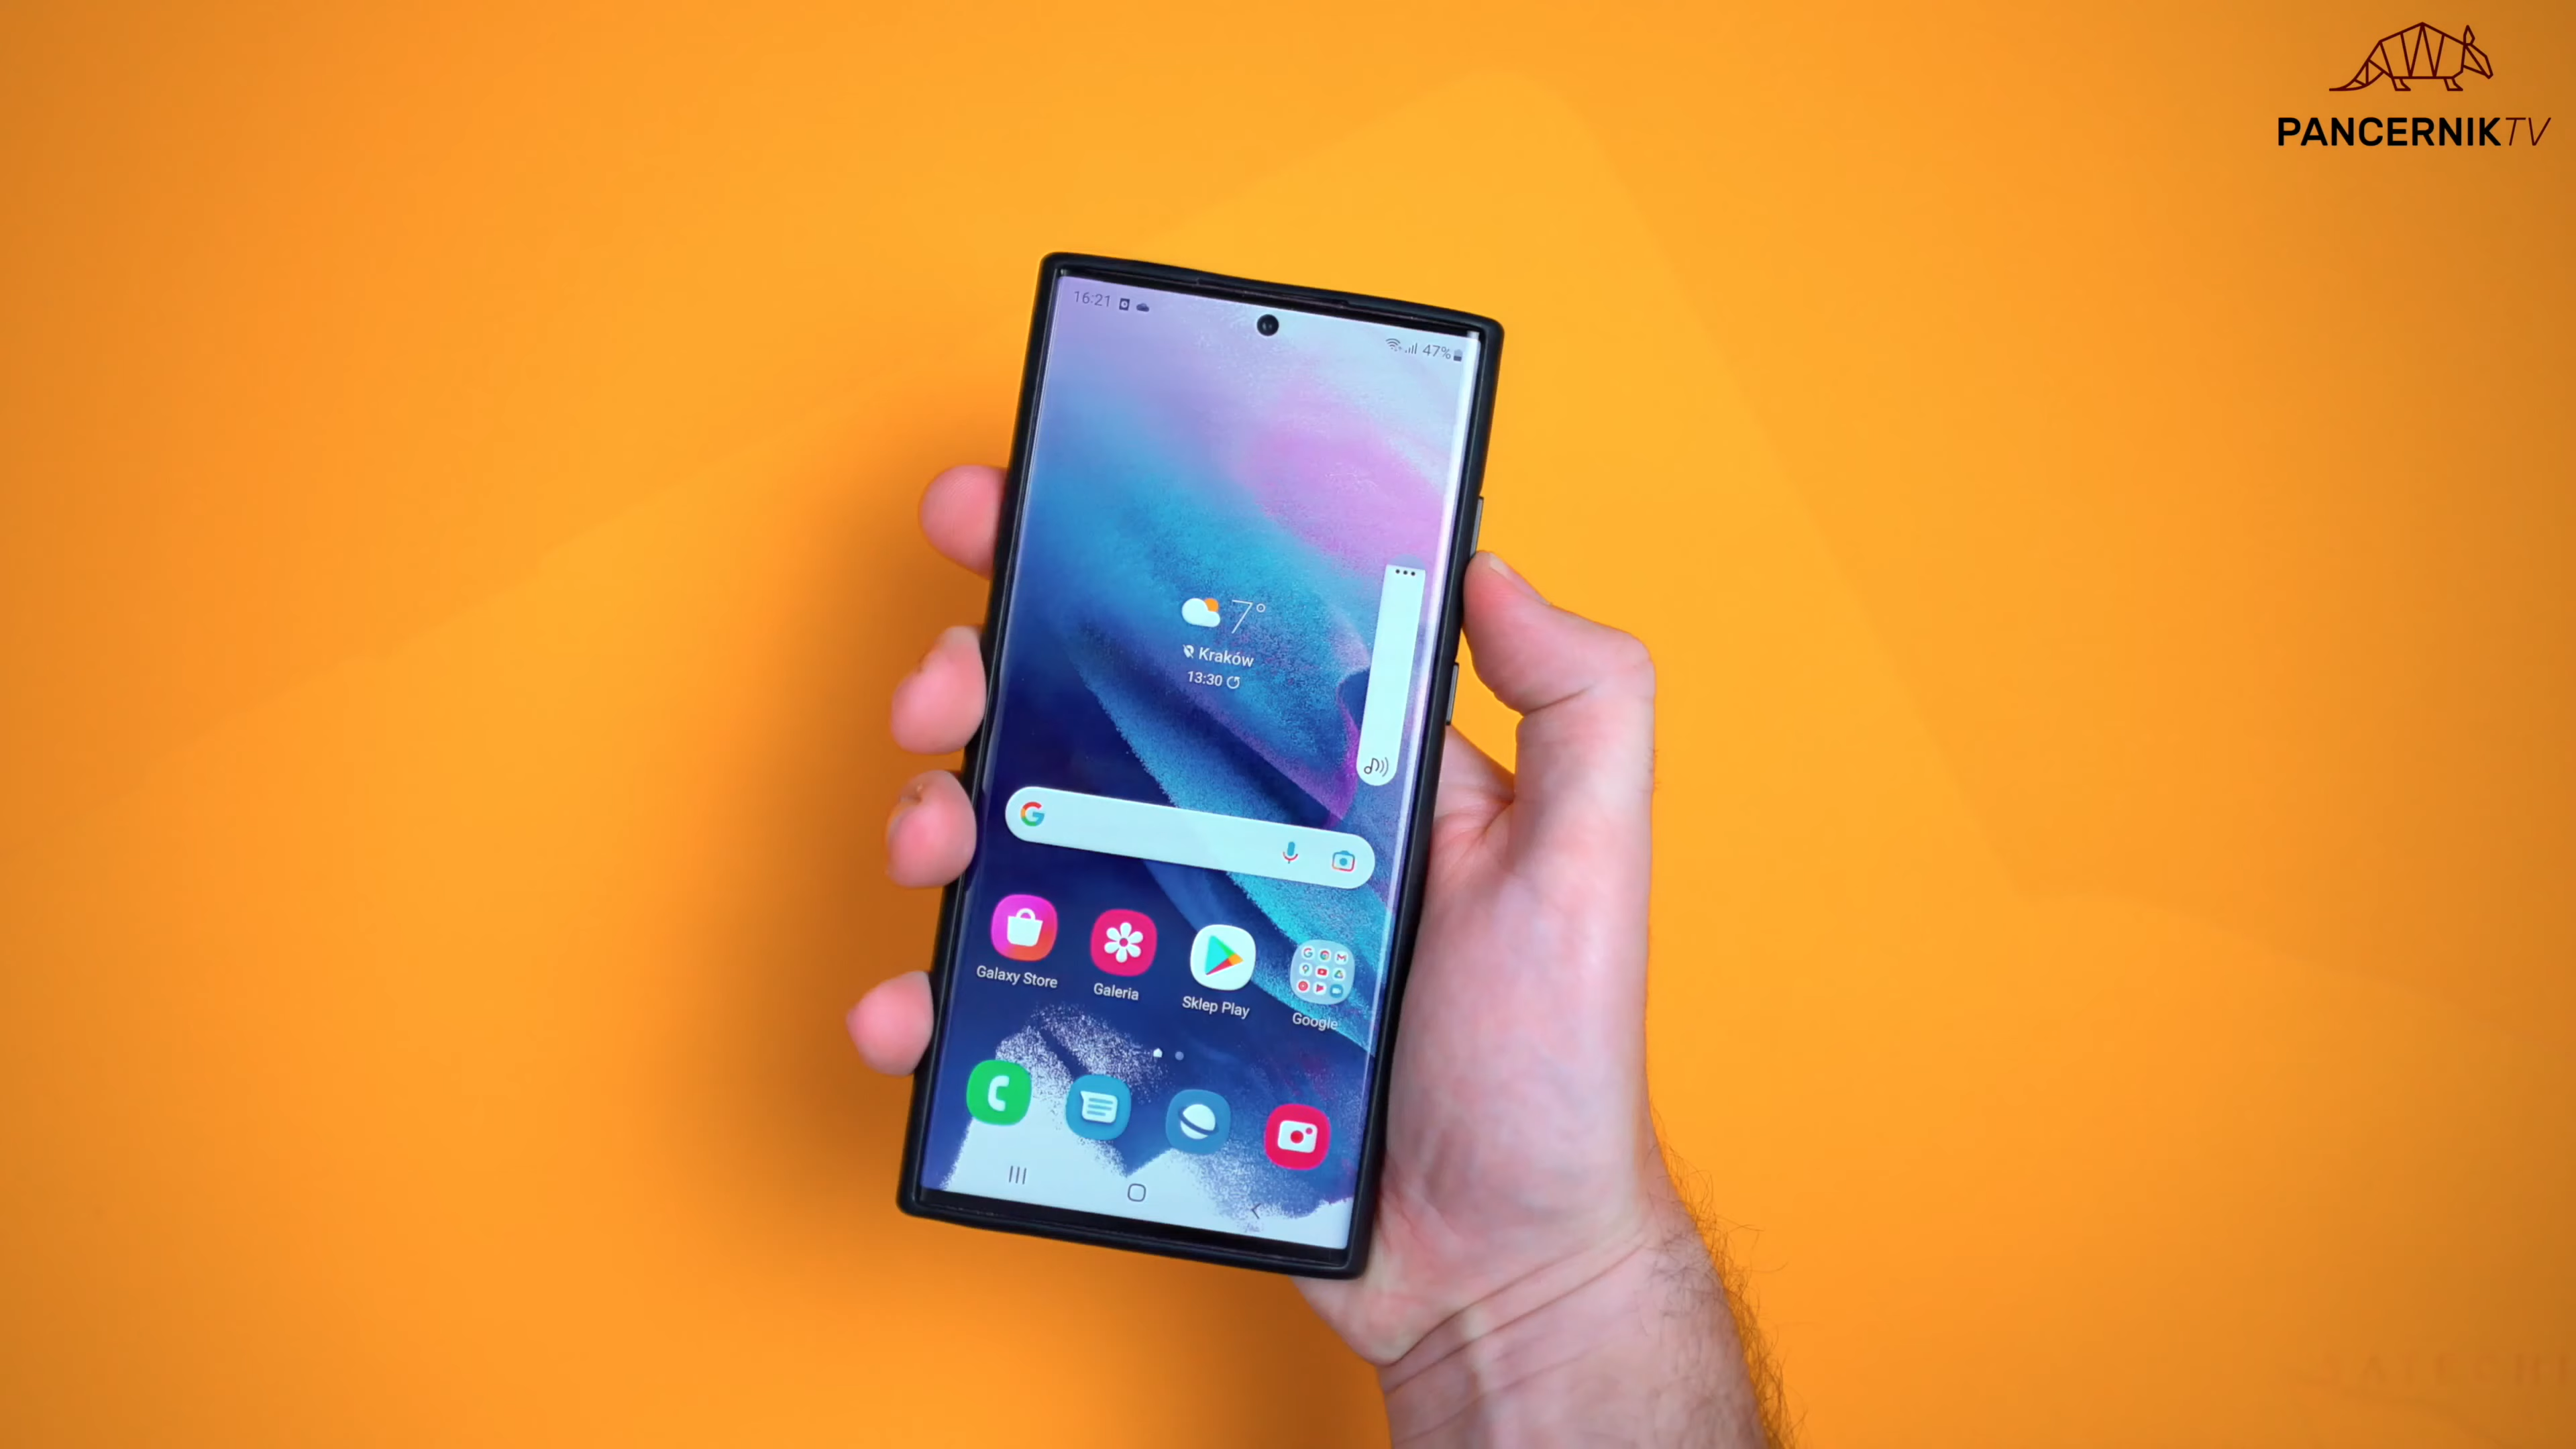 PANCERNIKTV
16:21
47%
7°
Kraków
13:30
Galaxy Store
Galeria
Sklep Play
Google